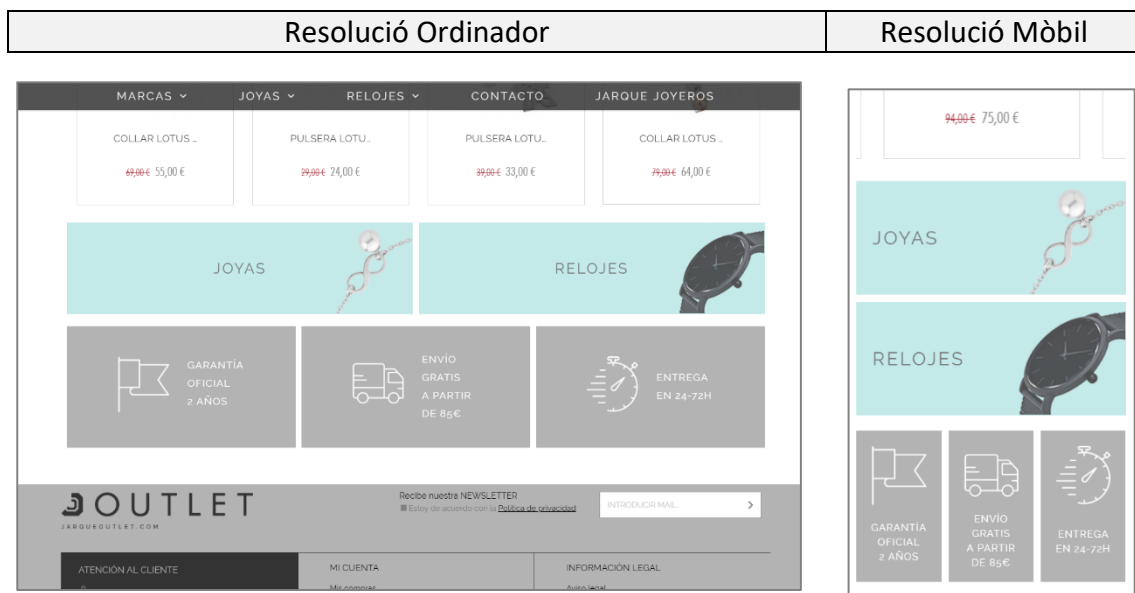 Resolució Ordinador
Resolució Mòbil
MARCAS JOYAS RELOJES CONTACTO JARQUE JOYEROS
COLLAR LOTUS ...
PULSERA LOTU...
PULSERA LOTU...
COLLAR LOTUS ...
69,00 € 55,00 €
29,00 € 24,00 €
39,00 € 33,00 €
79,00 € 64,00 €
JOYAS
RELOJES
GARANTÍA
OFICIAL
2 AÑOS
ENVÍO
GRATIS
A PARTIR
DE 85€
ENTREGA
EN 24-72H
OUTLET
JARQUEOUTLET.COM
Recibe nuestra NEWSLETTER
Estoy de acuerdo con la Política de privacidad
INTRODUCIR MAIL...
ATENCIÓN AL CLIENTE
MI CUENTA
INFORMACIÓN LEGAL
Mis compras
Aviso legal
94,00 € 75,00 €
JOYAS
RELOJES
GARANTÍA
OFICIAL
2 AÑOS
ENVÍO
GRATIS
A PARTIR
DE 85€
ENTREGA
EN 24-72H